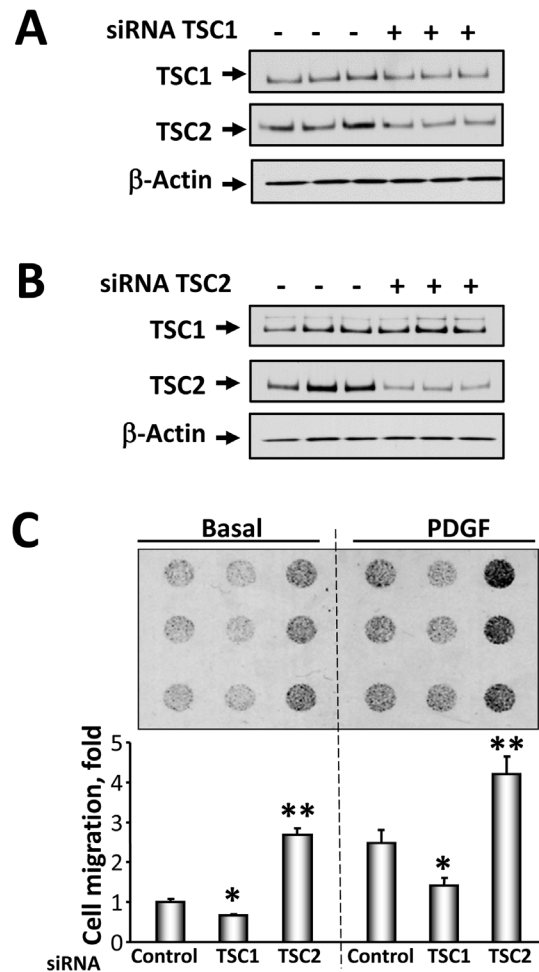 A
siRNA TSC1 - - - + + +
TSC1
TSC2
β-Actin
B
siRNA TSC2 - - - + + +
TSC1
TSC2
β-Actin
C
Basal PDGF
Cell migration, fold
5
4
3
2
1
0
* ** * **
siRNA Control TSC1 TSC2 Control TSC1 TSC2